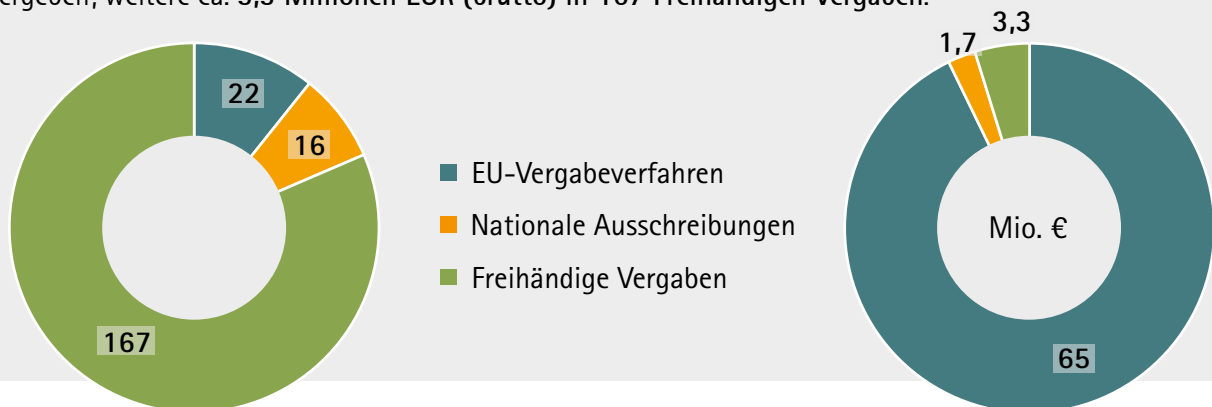 ergeben, weitere ca. 3,3 Millionen EUR (brutto) in 167 Freihändigen Vergaben.
3,3
1,7
22
16
EU-Vergabeverfahren
Nationale Ausschreibungen
Mio. €
Freihändige Vergaben
167
65